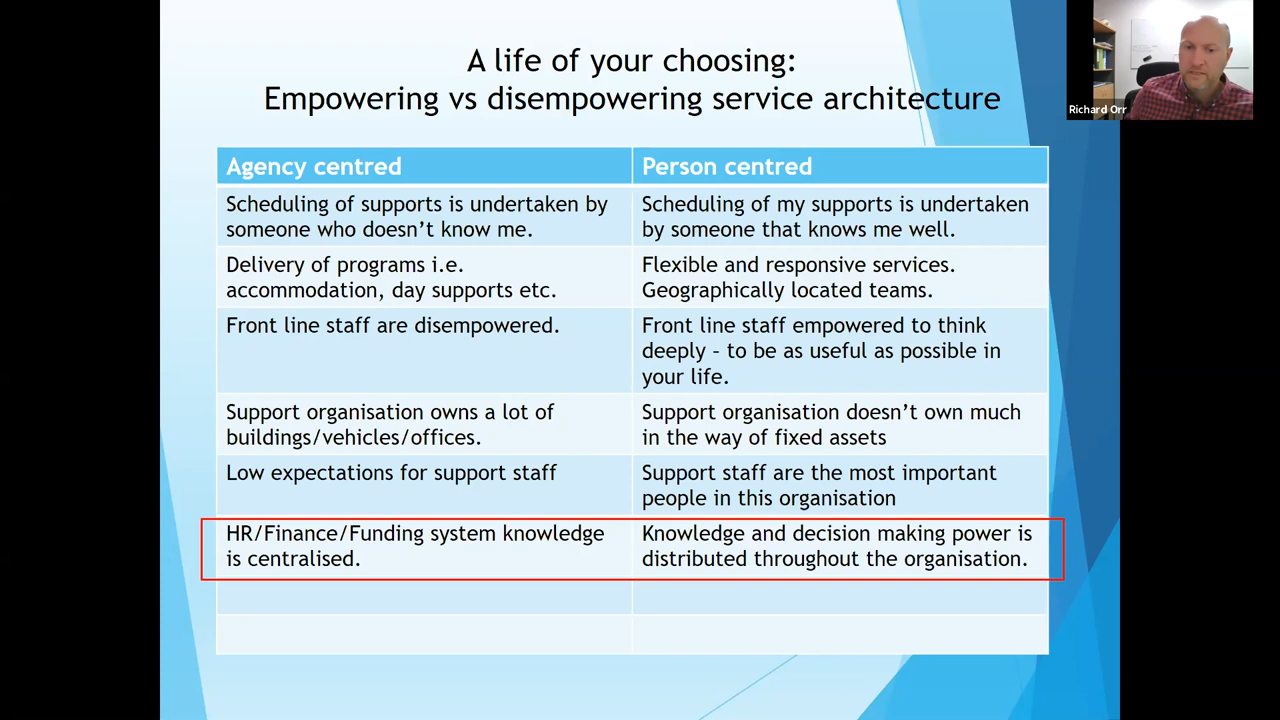 A life of your choosing:
Empowering vs disempowering service architecture
Richard Orr
Agency centred
Person centred
Scheduling of supports is undertaken by
someone who doesn’t know me.
Scheduling of my supports is undertaken
by someone that knows me well.
Delivery of programs i.e.
accommodation, day supports etc.
Flexible and responsive services.
Geographically located teams.
Front line staff are disempowered.
Front line staff empowered to think
deeply – to be as useful as possible in
your life.
Support organisation owns a lot of
buildings/vehicles/offices.
Support organisation doesn’t own much
in the way of fixed assets
Low expectations for support staff
Support staff are the most important
people in this organisation
HR/Finance/Funding system knowledge
is centralised.
Knowledge and decision making power is
distributed throughout the organisation.